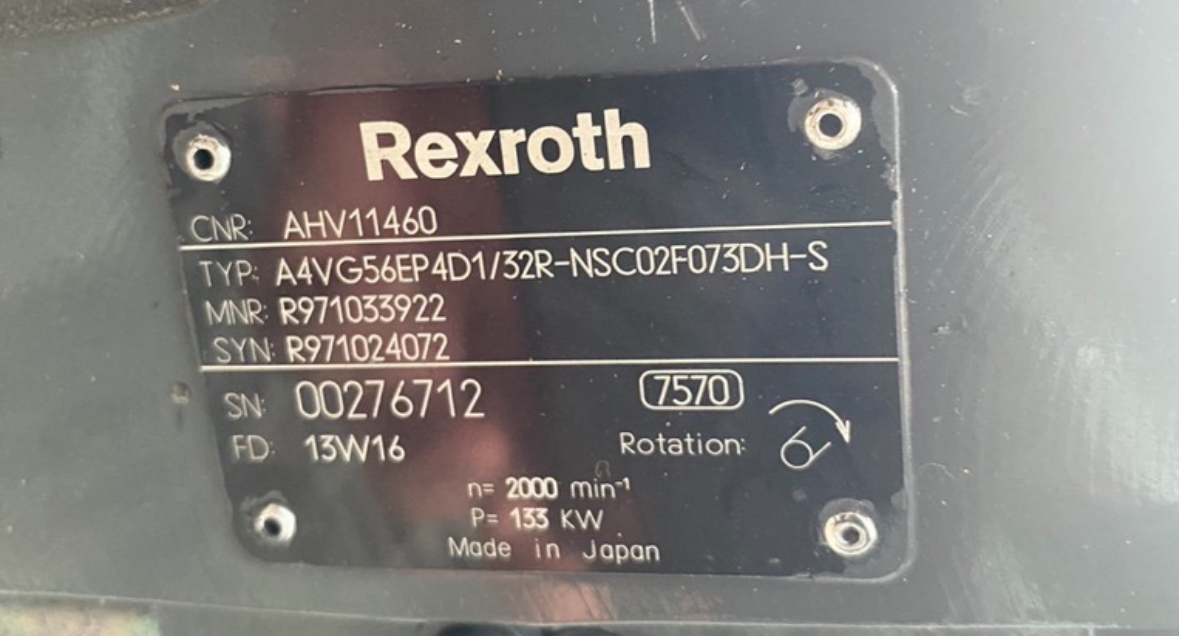 Rexroth
CNR: AHV11460
TYP: A4VG56EP4D1/32R-NSC02F073DH-S
MNR: R971033922
SYN: R971024072
SN: 00276712 7570
FD: 13W16 Rotation:
n= 2000 min⁻¹
P= 133 KW
Made in Japan